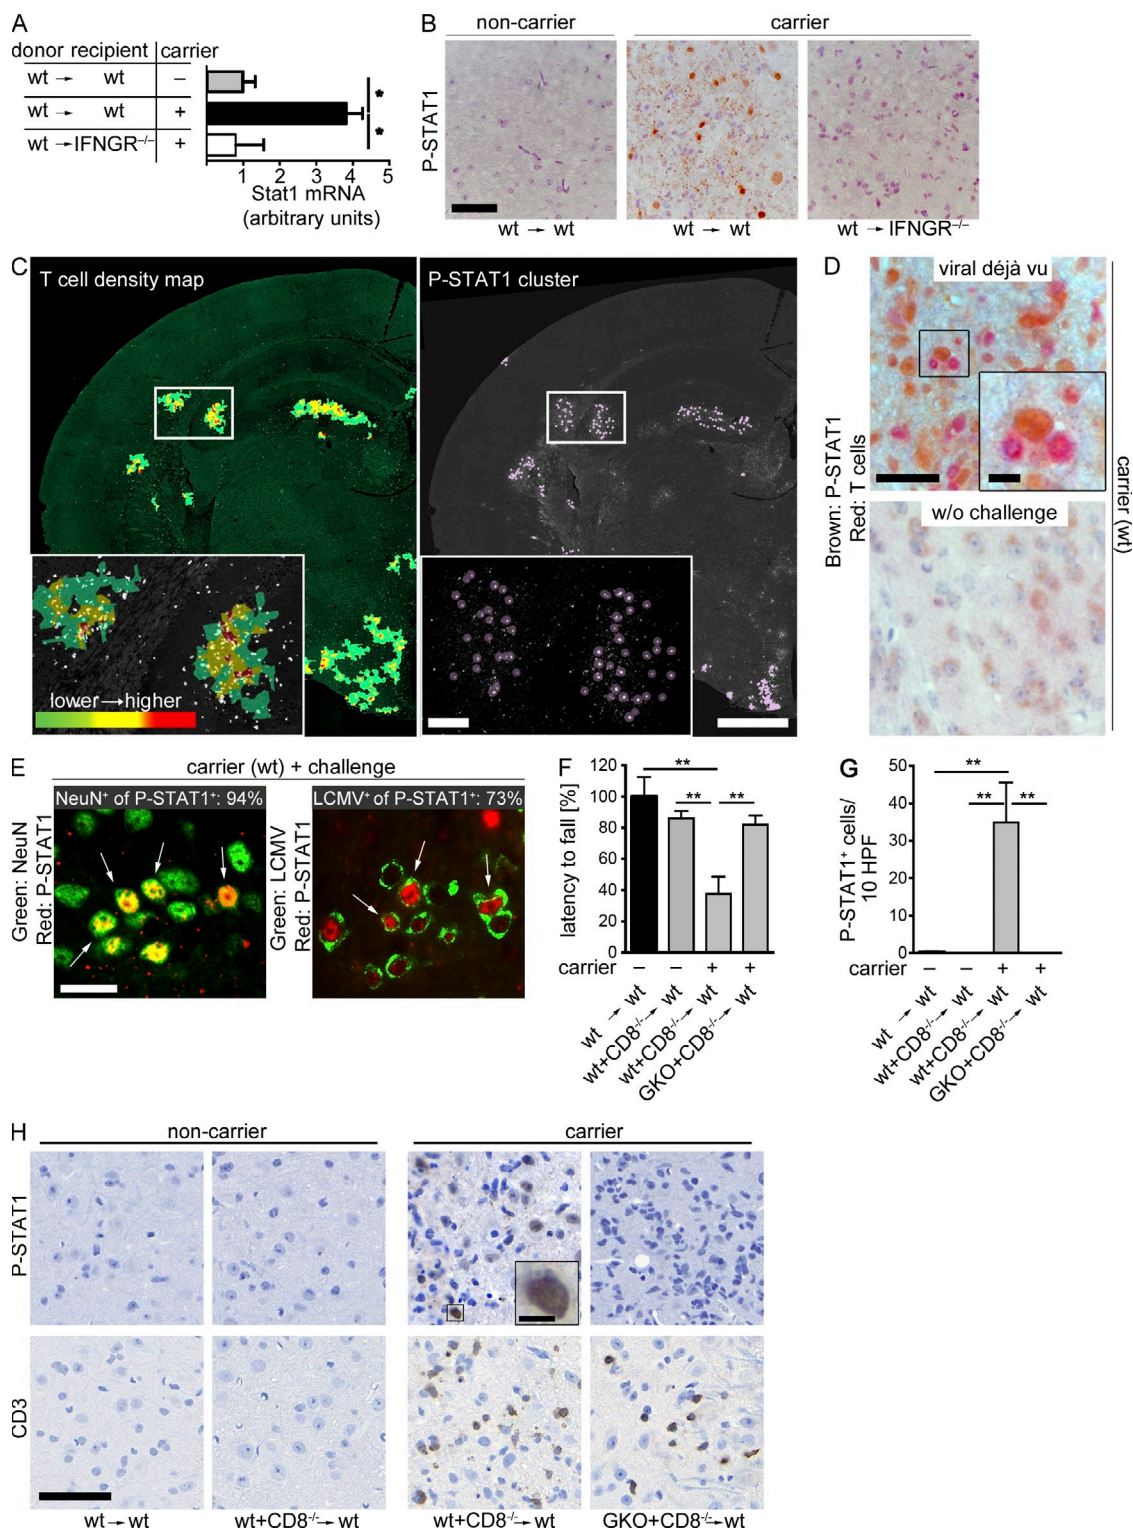 A
donor recipient carrier
wt → wt −
wt → wt +
wt → IFNGR⁻/⁻ +
*
*
1 2 3 4 5
Stat1 mRNA
(arbitrary units)
B
non-carrier carrier
P-STAT1
wt → wt wt → wt wt → IFNGR⁻/⁻
C
T cell density map P-STAT1 cluster
lower → higher
D
viral déjà vu
w/o challenge
Brown: P-STAT1
Red: T cells
carrier (wt)
E
carrier (wt) + challenge
NeuN⁺ of P-STAT1⁺: 94% LCMV⁺ of P-STAT1⁺: 73%
Green: NeuN
Red: P-STAT1
Green: LCMV
Red: P-STAT1
F
latency to fall [%]
120
100
80
60
40
20
0
**
** **
carrier − − + +
wt → wt
wt+CD8⁻/⁻ → wt
wt+CD8⁻/⁻ → wt
GKO+CD8⁻/⁻ → wt
G
P-STAT1⁺ cells/
10 HPF
50
40
30
20
10
0
**
** **
carrier − − + +
wt → wt
wt+CD8⁻/⁻ → wt
wt+CD8⁻/⁻ → wt
GKO+CD8⁻/⁻ → wt
H
non-carrier carrier
P-STAT1
CD3
wt → wt wt+CD8⁻/⁻ → wt wt+CD8⁻/⁻ → wt GKO+CD8⁻/⁻ → wt